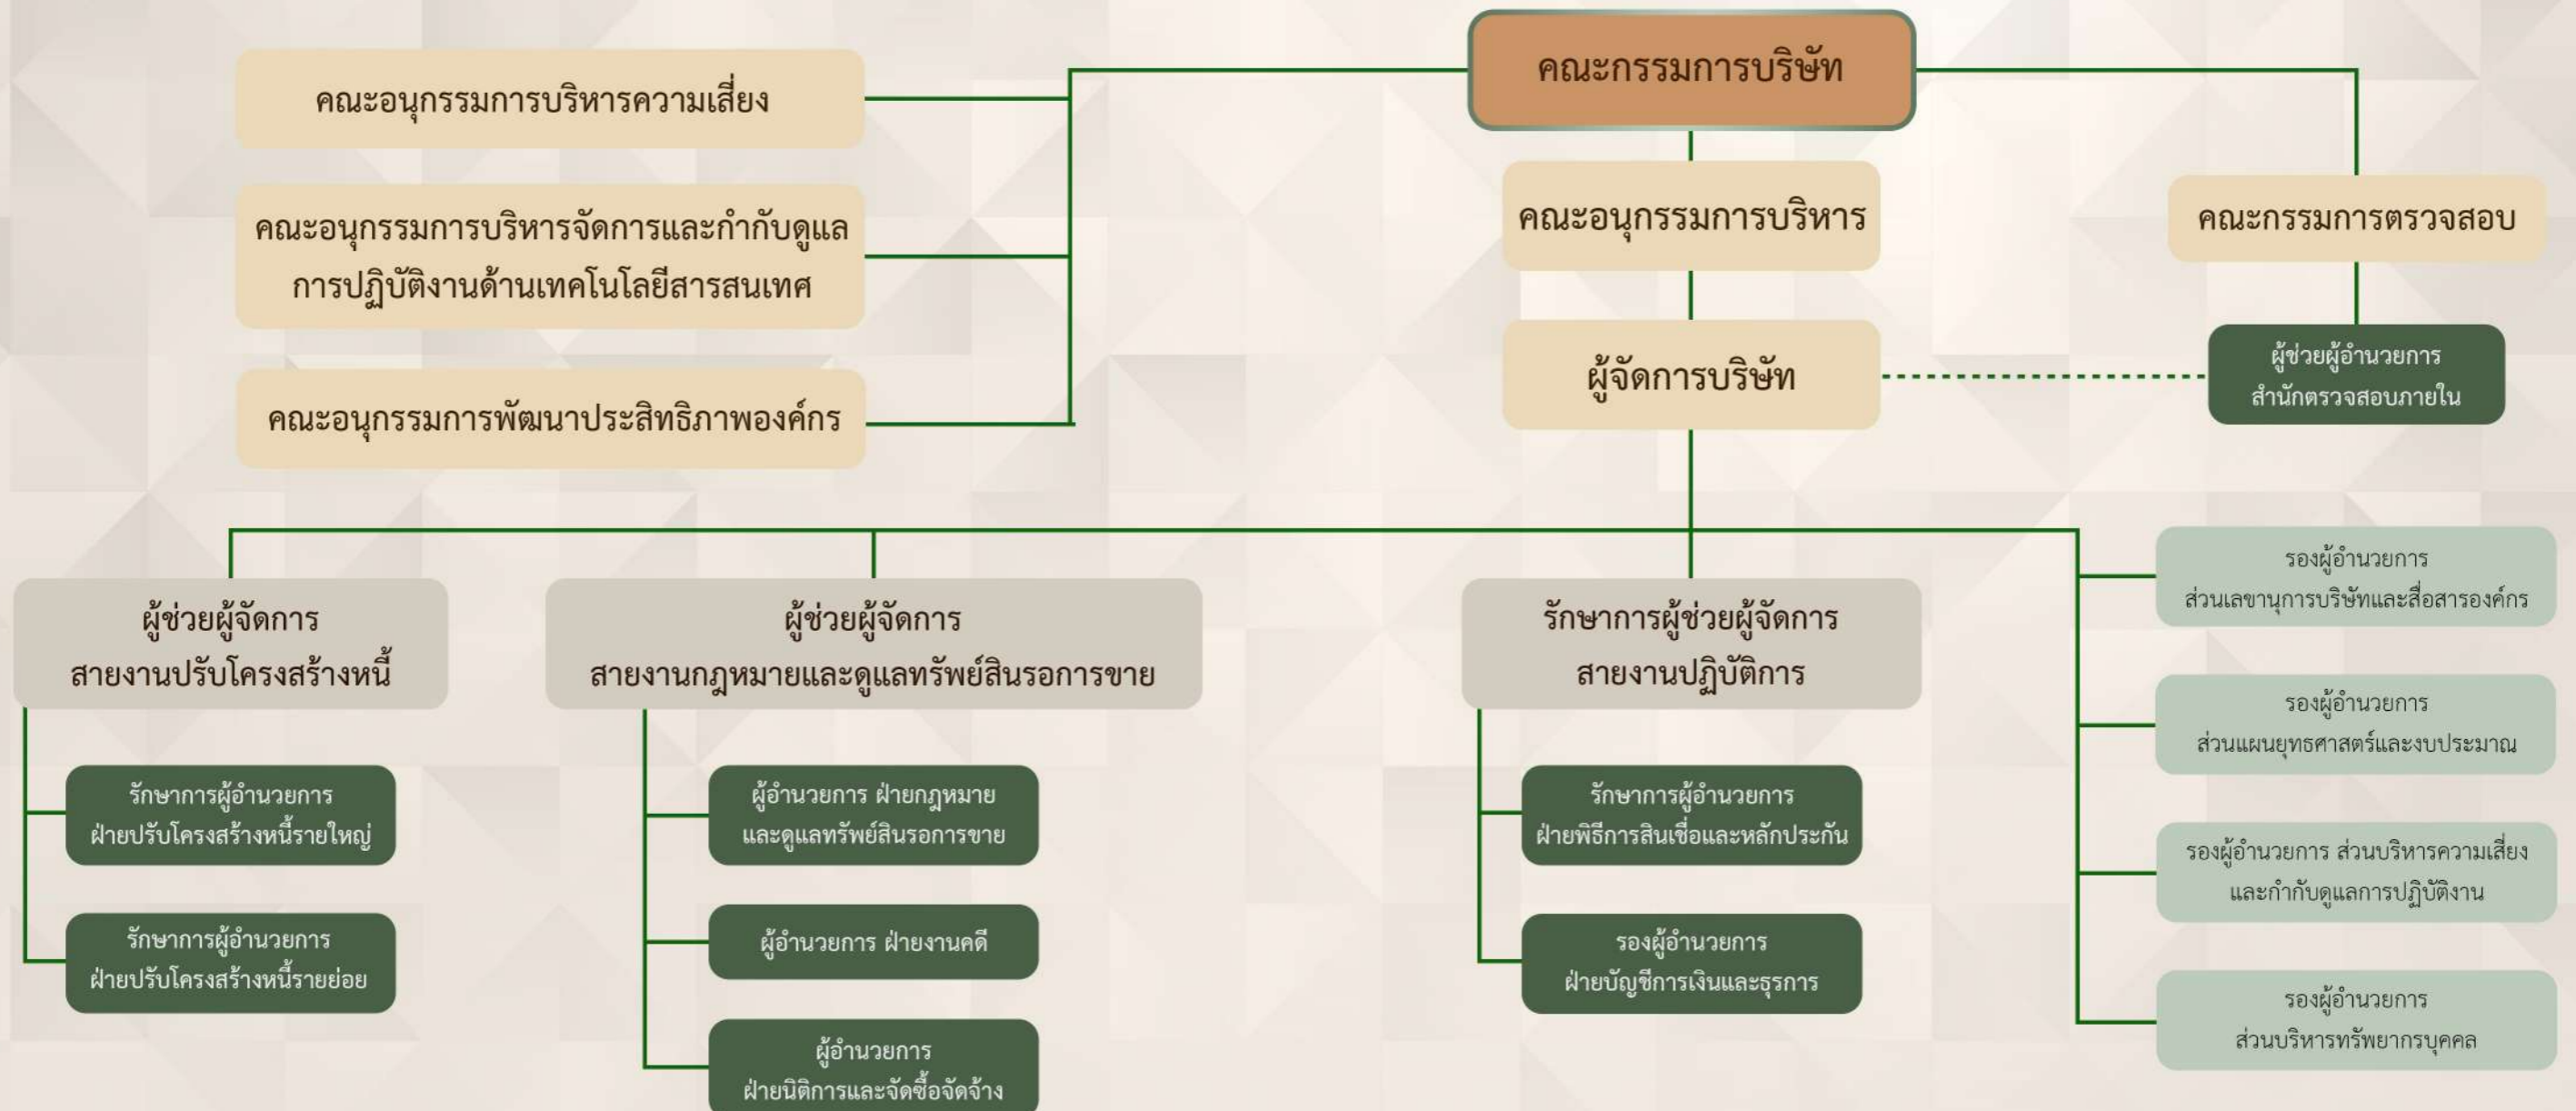 คณะกรรมการบริษัท
คณะอนุกรรมการบริหารความเสี่ยง
คณะอนุกรรมการบริหารจัดการและกำกับดูแล
การปฏิบัติงานด้านเทคโนโลยีสารสนเทศ
คณะอนุกรรมการพัฒนาประสิทธิภาพองค์กร
คณะอนุกรรมการบริหาร
คณะกรรมการตรวจสอบ
ผู้จัดการบริษัท
ผู้ช่วยผู้อำนวยการ
สำนักตรวจสอบภายใน
ผู้ช่วยผู้จัดการ
สายงานปรับโครงสร้างหนี้
รักษาการผู้อำนวยการ
ฝ่ายปรับโครงสร้างหนี้รายใหญ่
รักษาการผู้อำนวยการ
ฝ่ายปรับโครงสร้างหนี้รายย่อย
ผู้ช่วยผู้จัดการ
สายงานกฎหมายและดูแลทรัพย์สินรอการขาย
ผู้อำนวยการ ฝ่ายกฎหมาย
และดูแลทรัพย์สินรอการขาย
ผู้อำนวยการ ฝ่ายงานคดี
ผู้อำนวยการ
ฝ่ายนิติการและจัดซื้อจัดจ้าง
รักษาการผู้ช่วยผู้จัดการ
สายงานปฏิบัติการ
รักษาการผู้อำนวยการ
ฝ่ายพิธีการสินเชื่อและหลักประกัน
รองผู้อำนวยการ
ฝ่ายบัญชีการเงินและธุรการ
รองผู้อำนวยการ
ส่วนเลขานุการบริษัทและสื่อสารองค์กร
รองผู้อำนวยการ
ส่วนแผนยุทธศาสตร์และงบประมาณ
รองผู้อำนวยการ ส่วนบริหารความเสี่ยง
และกำกับดูแลการปฏิบัติงาน
รองผู้อำนวยการ
ส่วนบริหารทรัพยากรบุคคล